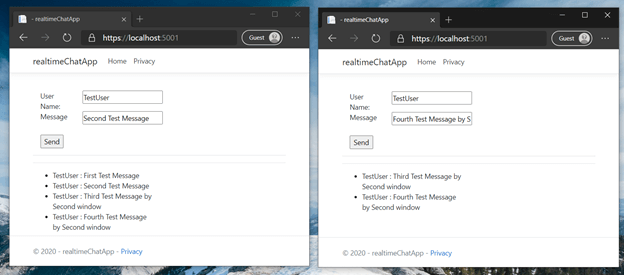 - realtimeChatApp
https://localhost:5001
Guest
realtimeChatApp Home Privacy
User
Name:
TestUser
Message
Second Test Message
Send
TestUser : First Test Message
TestUser : Second Test Message
TestUser : Third Test Message by
Second window
TestUser : Fourth Test Message
by Second window
© 2020 - realtimeChatApp - Privacy
- realtimeChatApp
https://localhost:5001
Guest
realtimeChatApp Home Privacy
User
Name:
TestUser
Message
Fourth Test Message by S
Send
TestUser : Third Test Message by
Second window
TestUser : Fourth Test Message
by Second window
© 2020 - realtimeChatApp - Privacy